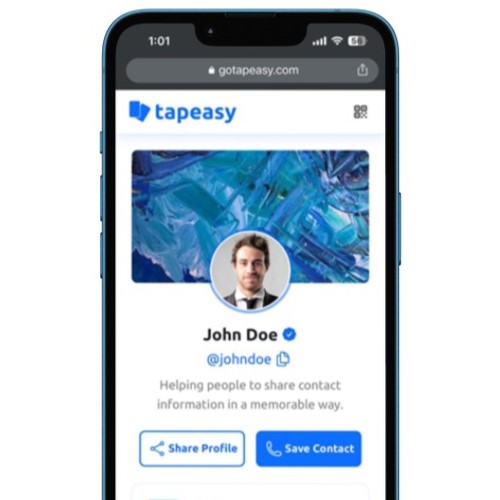 1:01
58
gotapeasy.com
tapeasy
John Doe
@johndoe
Helping people to share contact
information in a memorable way.
Share Profile
Save Contact